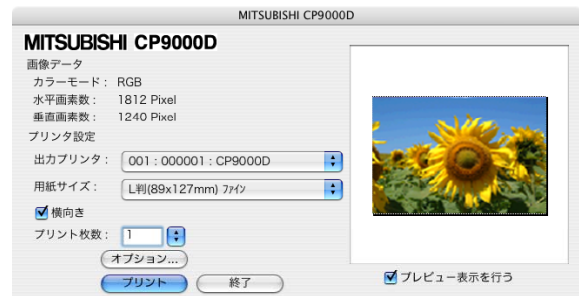 MITSUBISHI CP9000D
MITSUBISHI CP9000D
画像データ
カラーモード： RGB
水平画素数： 1812 Pixel
垂直画素数： 1240 Pixel
プリンタ設定
出力プリンタ： 001 : 000001 : CP9000D
用紙サイズ： L判(89x127mm) ﾌｧｲﾝ
横向き
プリント枚数： 1
オプション...
プリント 終了
プレビュー表示を行う